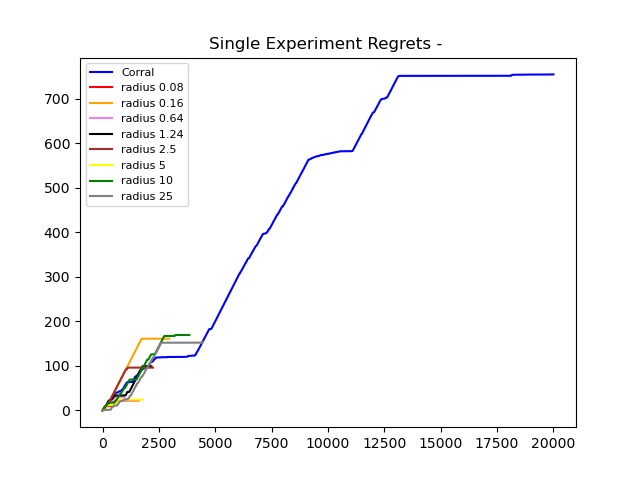 Single Experiment Regrets -
Corral
radius 0.08
radius 0.16
radius 0.64
radius 1.24
radius 2.5
radius 5
radius 10
radius 25
700
600
500
400
300
200
100
0
0 2500 5000 7500 10000 12500 15000 17500 20000